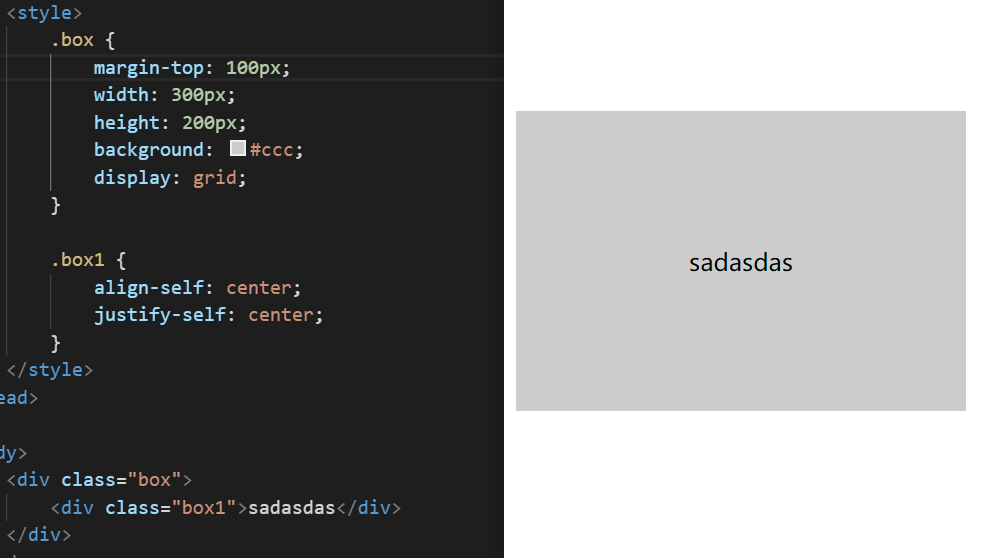 <style>
.box {
margin-top: 100px;
width: 300px;
height: 200px;
background: #ccc;
display: grid;
}
.box1 {
align-self: center;
justify-self: center;
}
</style>
ead>
dy>
<div class="box">
<div class="box1">sadasdas</div>
</div>
sadasdas